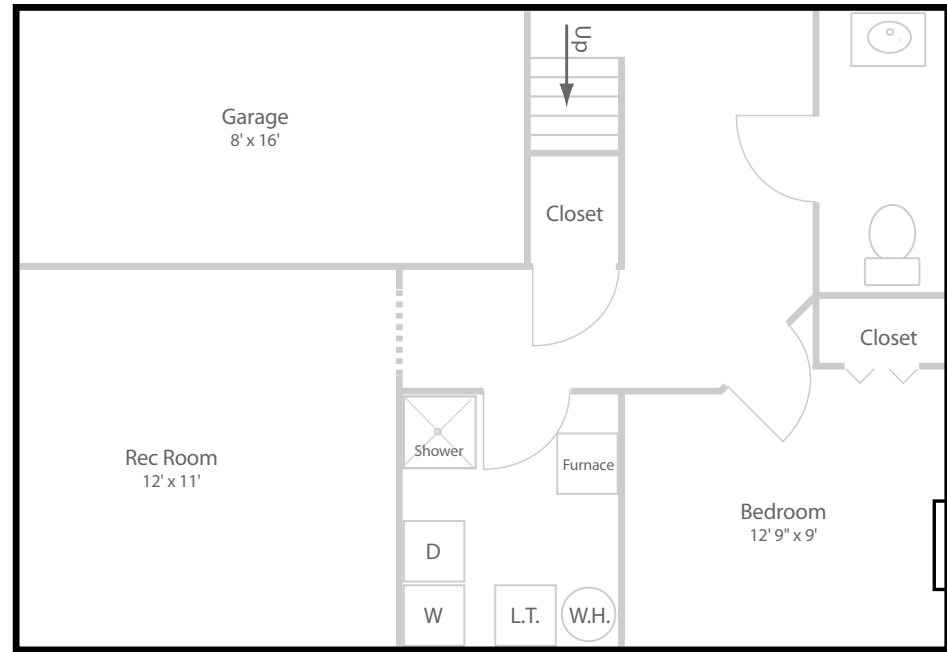 Up
Garage
8' x 16'
Closet
Closet
Rec Room
12' x 11'
Shower
Furnace
Bedroom
12' 9" x 9'
D
W
L.T.
W.H.